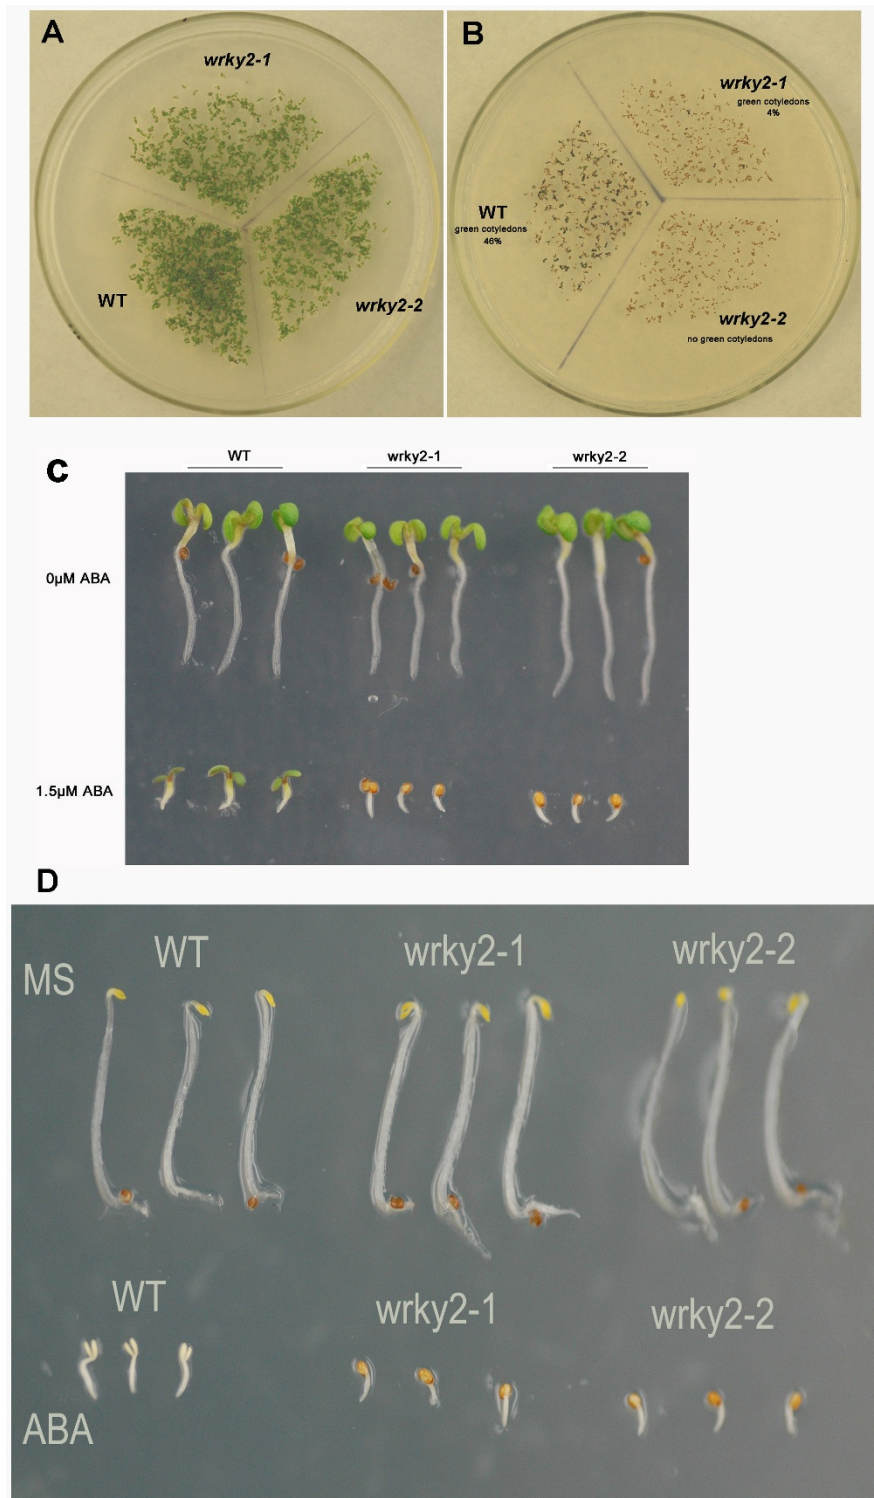 A
wrky2-1
WT
wrky2-2
B
wrky2-1
green cotyledons
4%
WT
green cotyledons
46%
wrky2-2
no green cotyledons
C
WT
wrky2-1
wrky2-2
0µM ABA
1.5µM ABA
D
MS
WT
wrky2-1
wrky2-2
WT
wrky2-1
wrky2-2
ABA